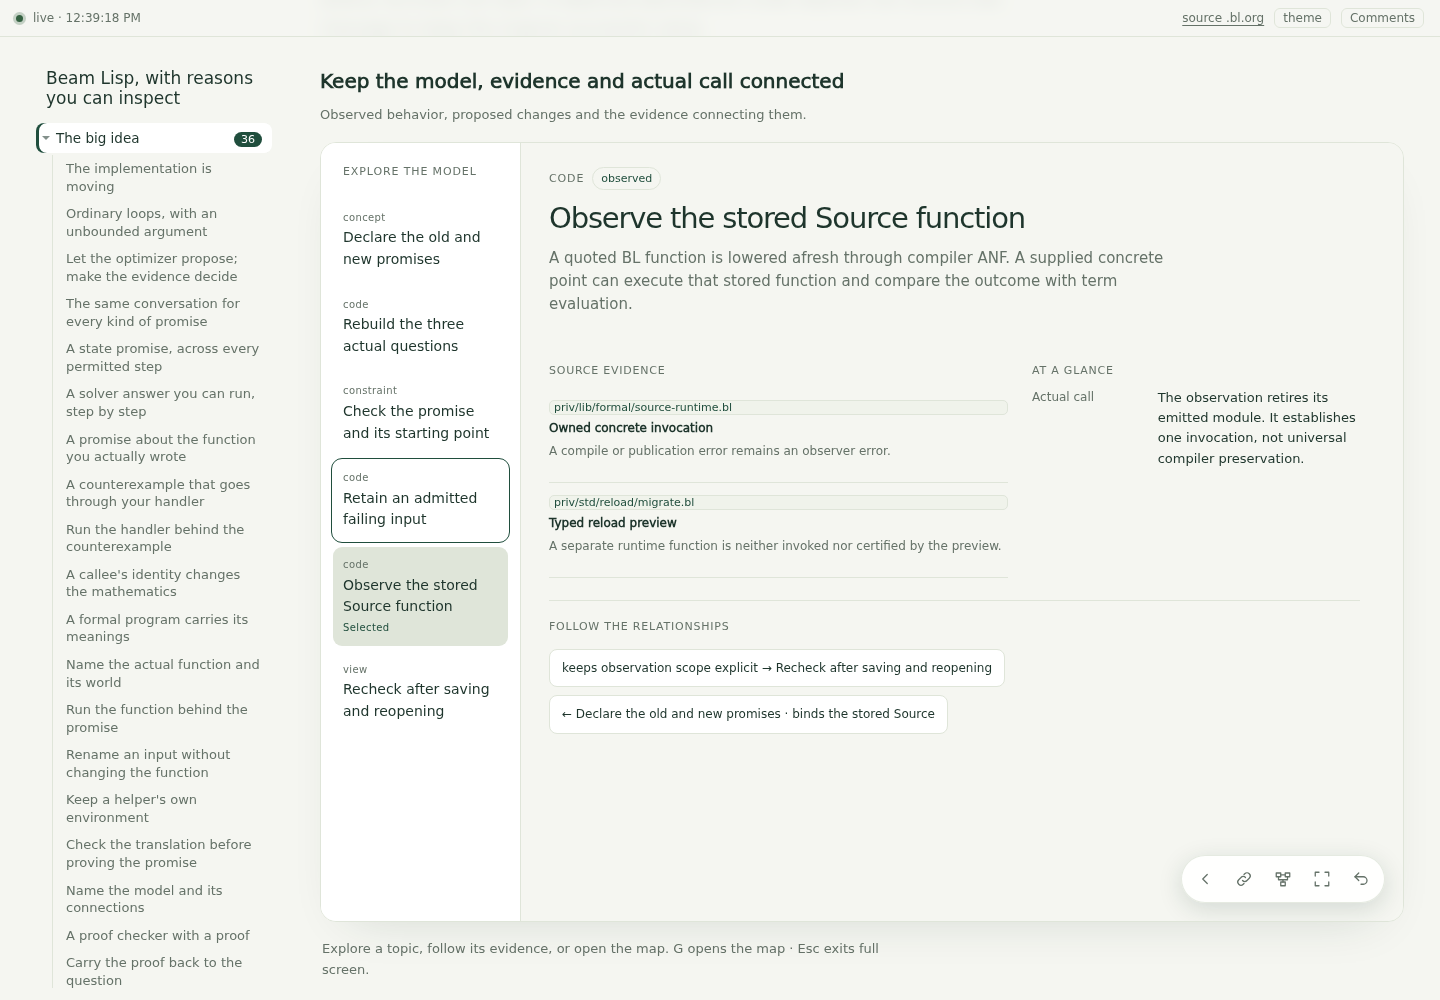 live · 12:39:18 PM
source .bl.org
theme
Comments
Beam Lisp, with reasons
you can inspect
The big idea
36
The implementation is
moving
Ordinary loops, with an
unbounded argument
Let the optimizer propose;
make the evidence decide
The same conversation for
every kind of promise
A state promise, across every
permitted step
A solver answer you can run,
step by step
A promise about the function
you actually wrote
A counterexample that goes
through your handler
Run the handler behind the
counterexample
A callee's identity changes
the mathematics
A formal program carries its
meanings
Name the actual function and
its world
Run the function behind the
promise
Rename an input without
changing the function
Keep a helper's own
environment
Check the translation before
proving the promise
Name the model and its
connections
A proof checker with a proof
Carry the proof back to the
question
Keep the model, evidence and actual call connected
Observed behavior, proposed changes and the evidence connecting them.
EXPLORE THE MODEL
concept
Declare the old and
new promises
code
Rebuild the three
actual questions
constraint
Check the promise
and its starting point
code
Retain an admitted
failing input
code
Observe the stored
Source function
Selected
view
Recheck after saving
and reopening
CODE
observed
Observe the stored Source function
A quoted BL function is lowered afresh through compiler ANF. A supplied concrete
point can execute that stored function and compare the outcome with term
evaluation.
SOURCE EVIDENCE
priv/lib/formal/source-runtime.bl
Owned concrete invocation
A compile or publication error remains an observer error.
priv/std/reload/migrate.bl
Typed reload preview
A separate runtime function is neither invoked nor certified by the preview.
AT A GLANCE
Actual call
The observation retires its
emitted module. It establishes
one invocation, not universal
compiler preservation.
FOLLOW THE RELATIONSHIPS
keeps observation scope explicit → Recheck after saving and reopening
← Declare the old and new promises · binds the stored Source
Explore a topic, follow its evidence, or open the map. G opens the map · Esc exits full
screen.